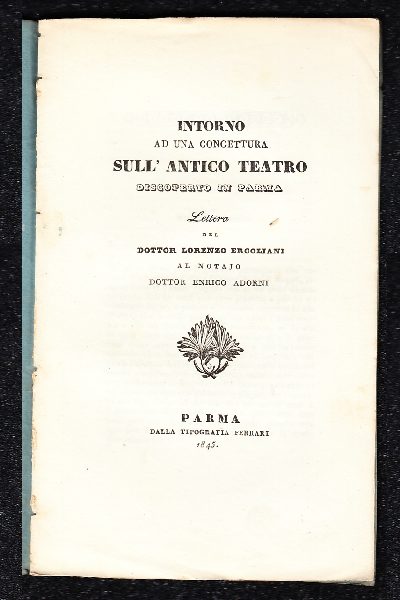 INTORNO
AD UNA CONGETTURA
SULL' ANTICO TEATRO
DISCOPERTO IN PARMA
Lettera
DEL
DOTTOR LORENZO ERCOLIANI
AL NOTAJO
DOTTOR ENRICO ADORNI
PARMA
DALLA TIPOGRAFIA FERRARI
1845.